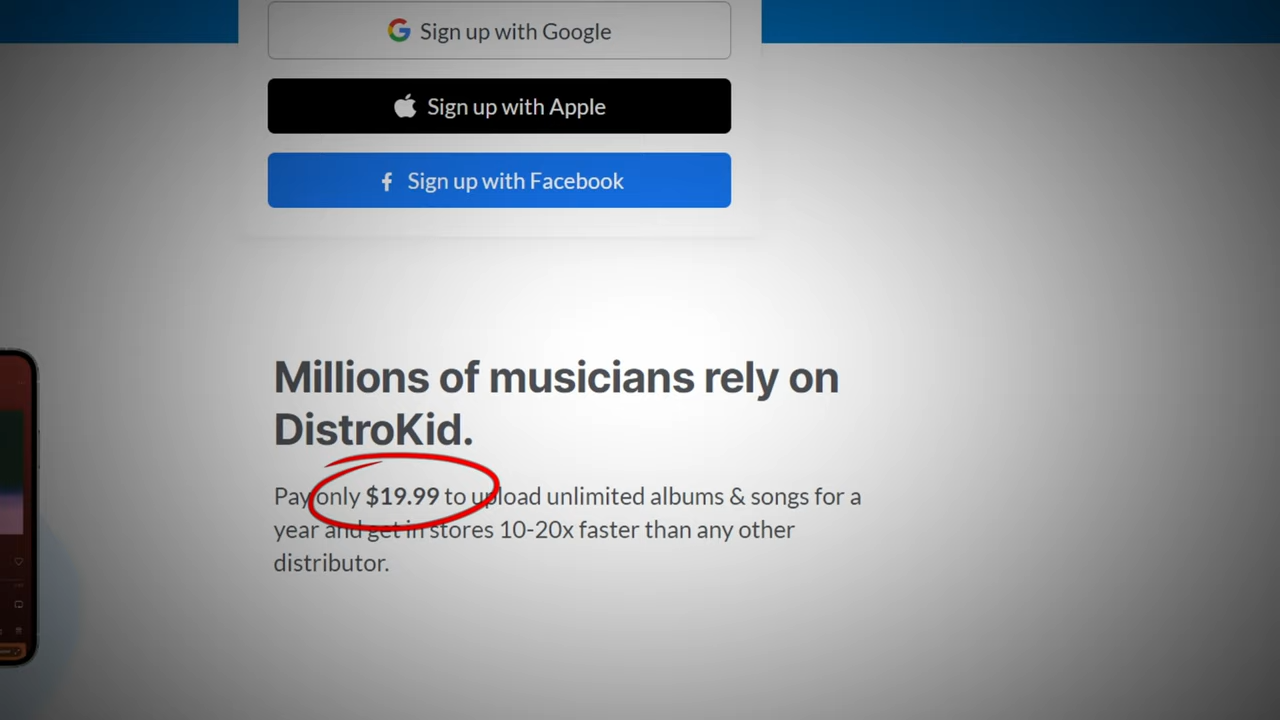 Sign up with Google
Sign up with Apple
Sign up with Facebook
Millions of musicians rely on
DistroKid.
Pay only $19.99 to upload unlimited albums & songs for a
year and get in stores 10-20x faster than any other
distributor.